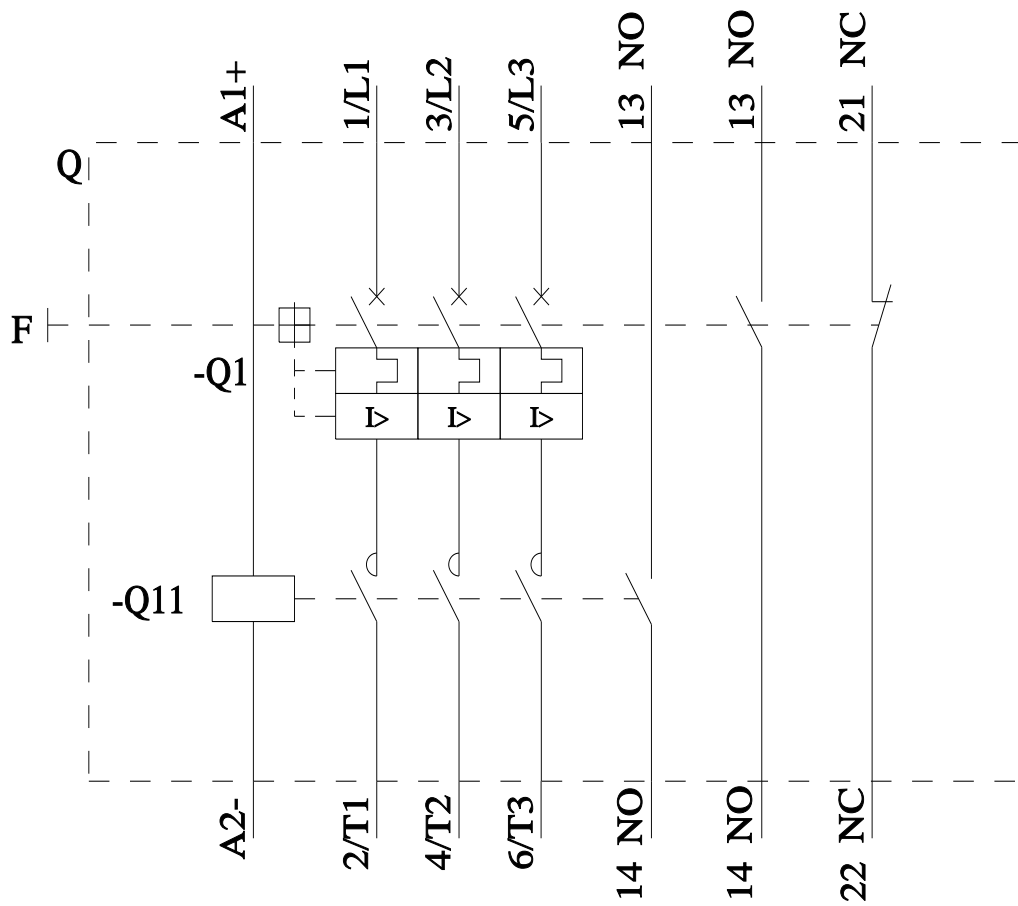 A1+
1/L1
3/L2
5/L3
13 NO
13 NO
21 NC
Q
F
-Q1
I> I> I>
-Q11
A2-
2/T1
4/T2
6/T3
14 NO
14 NO
22 NC